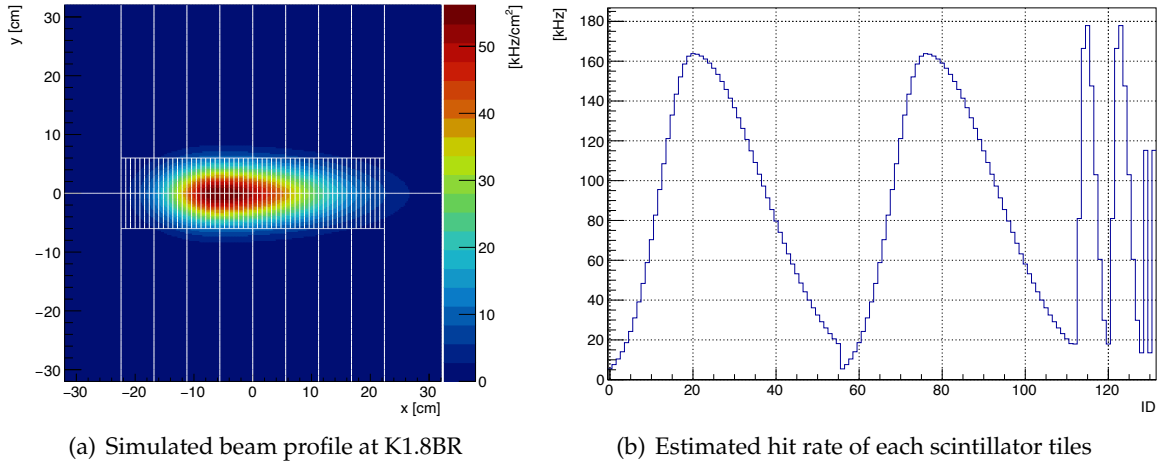 y [cm]
30
20
10
0
−10
−20
−30
−30 −20 −10 0 10 20 30
x [cm]
50
40
30
20
10
0
[kHz/cm²]
[kHz]
180
160
140
120
100
80
60
40
20
0
0 20 40 60 80 100 120
ID
(a) Simulated beam profile at K1.8BR
(b) Estimated hit rate of each scintillator tiles